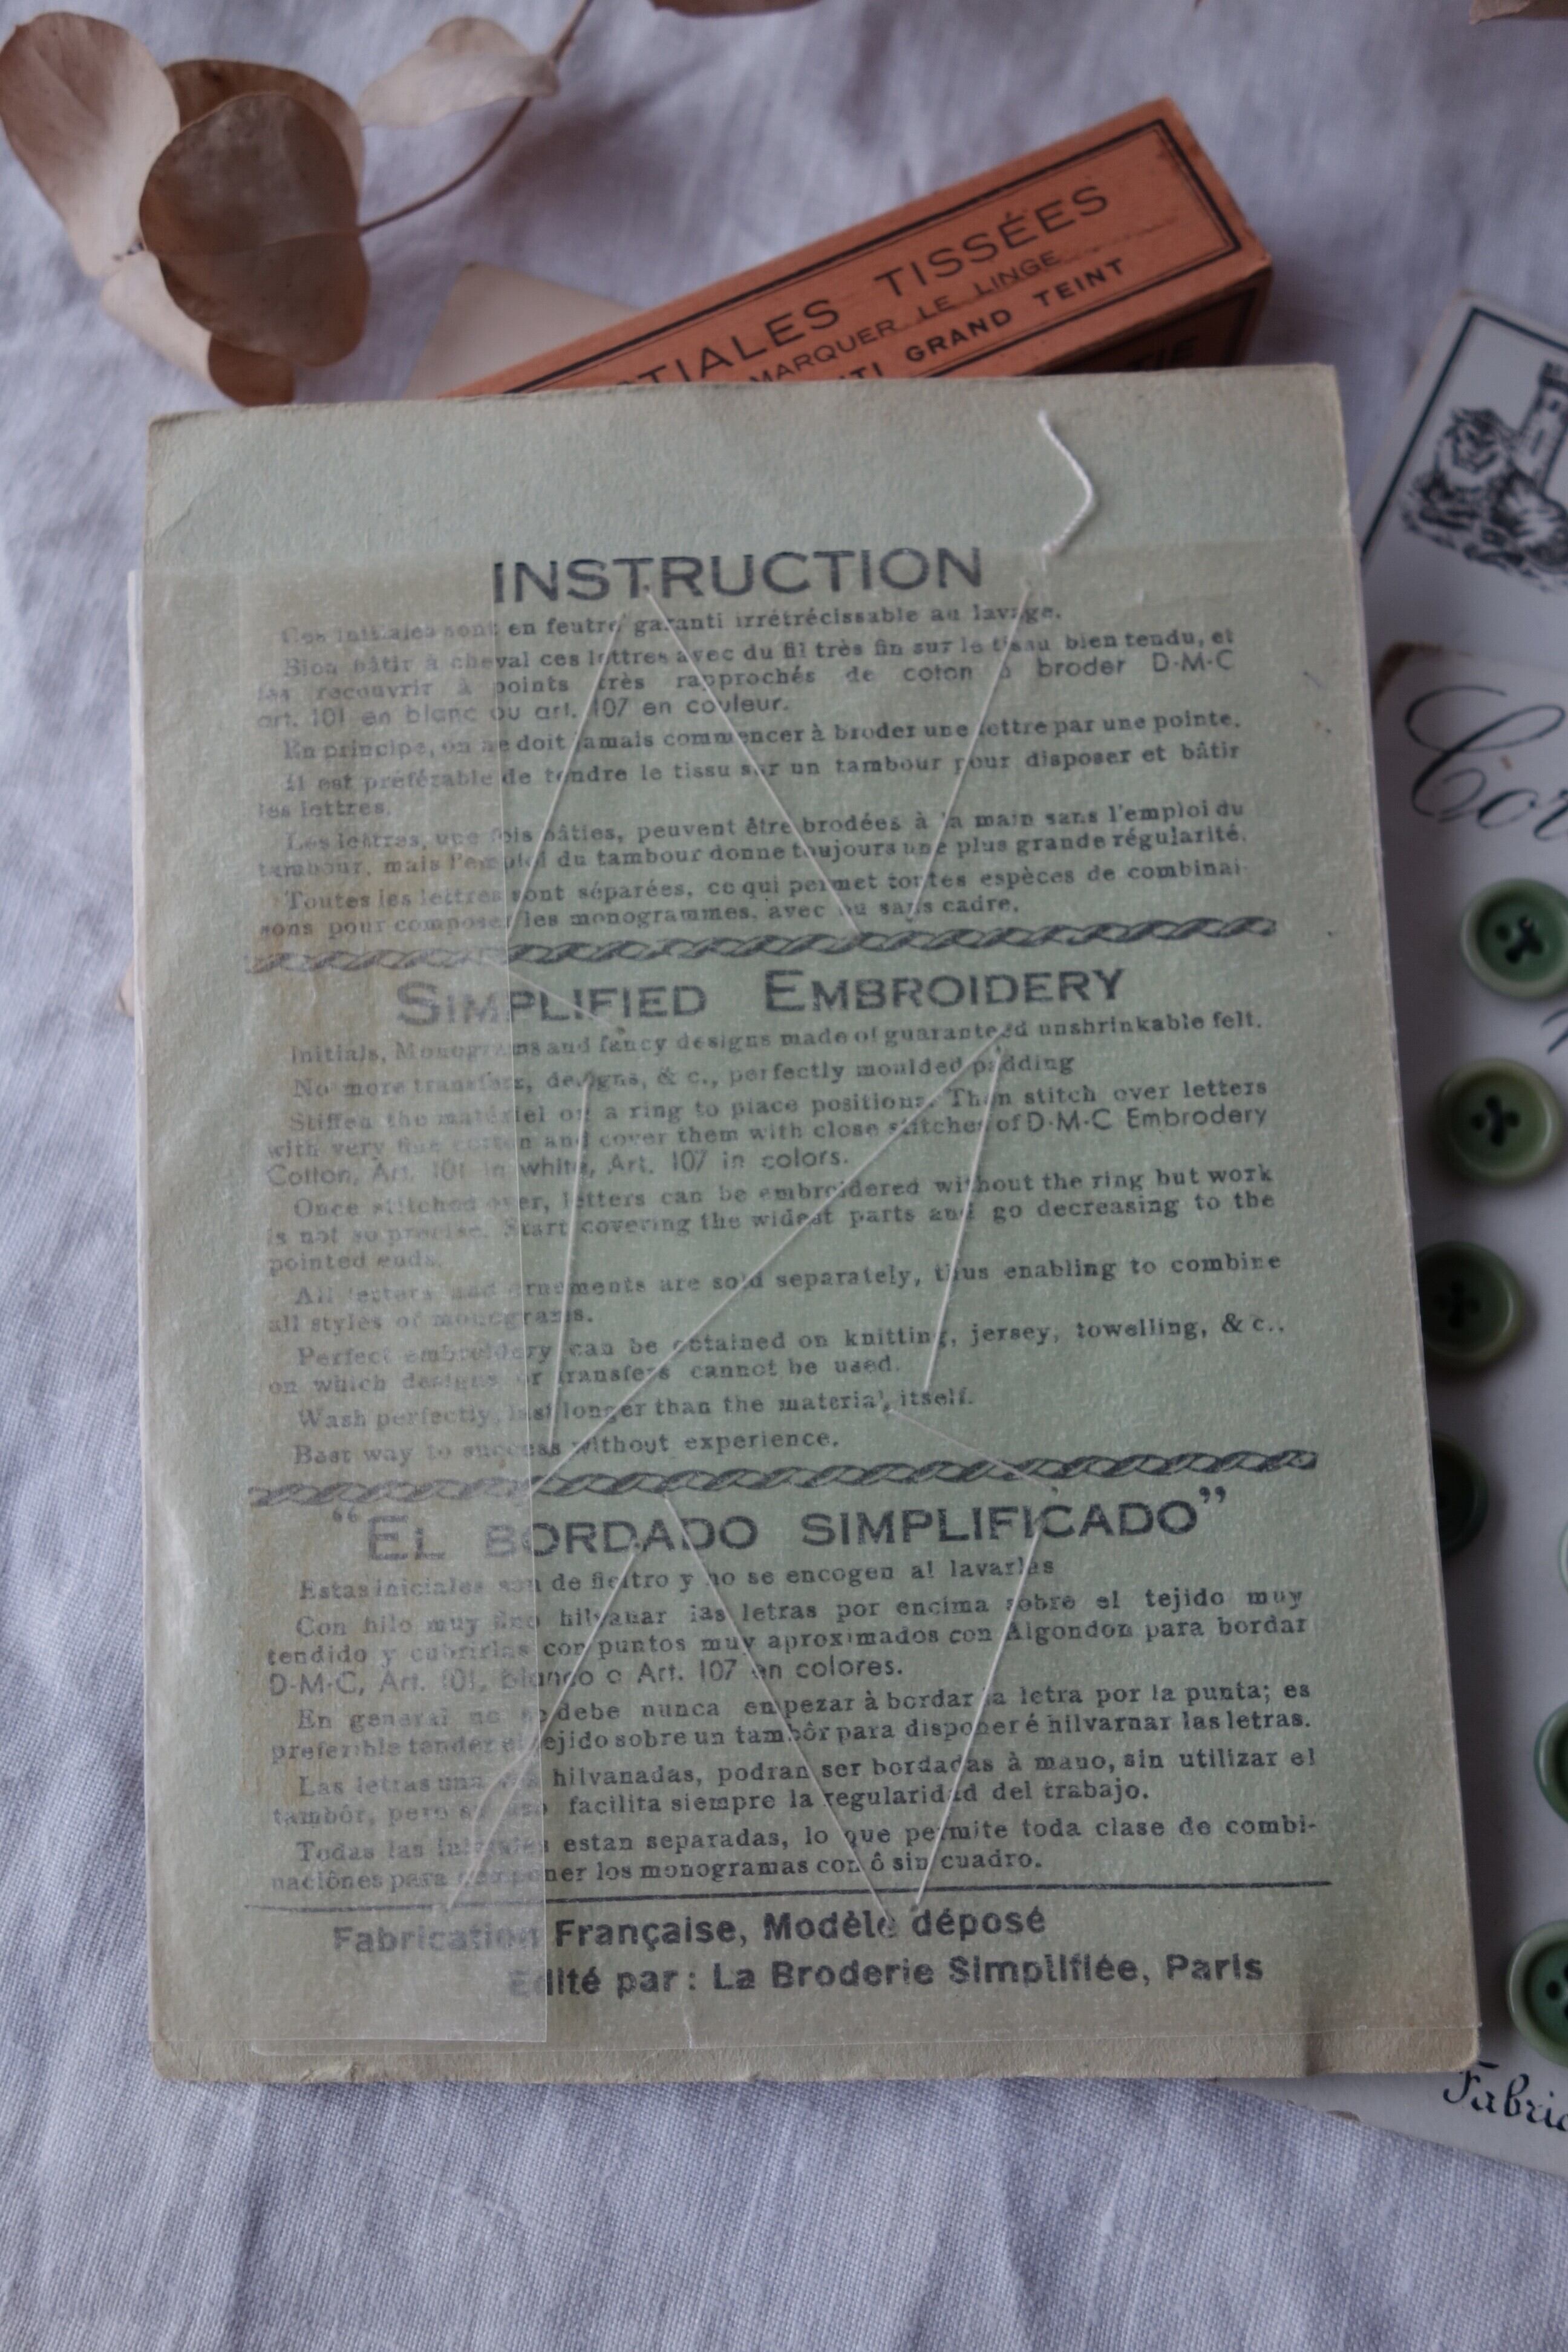 TIALES TISSÉES
MARQUER LE LINGE
TI GRAND TEINT
TIE
INSTRUCTION
Ces initiales sont en feutre garanti irrétrécissable au lavage.
Bien bâtir à cheval ces lettres avec du fil très fin sur le tissu bien tendu, et
les recouvrir à points très rapprochés de coton à broder D·M·C
art. 101 en blanc ou art. 107 en couleur.
En principe, on ne doit jamais commencer à broder une lettre par une pointe.
Il est préférable de tendre le tissu sur un tambour pour disposer et bâtir
les lettres.
Les lettres, une fois bâties, peuvent être brodées à la main sans l'emploi du
tambour, mais l'emploi du tambour donne toujours une plus grande régularité.
Toutes les lettres sont séparées, ce qui permet toutes espèces de combinai-
sons pour composer les monogrammes, avec ou sans cadre.
SIMPLIFIED EMBROIDERY
Initials, Monograms and fancy designs made of guaranteed unshrinkable felt.
No more transfers, designs, & c., perfectly moulded padding
Stiffen the materiel on a ring to place positions. Then stitch over letters
with very fine cotton and cover them with close stitches of D·M·C Embrodery
Cotton, Art. 101 in white, Art. 107 in colors.
Once stitched over, letters can be embroidered without the ring but work
is not so precise. Start covering the widest parts and go decreasing to the
pointed ends.
All letters and ornements are sold separately, thus enabling to combine
all styles of monograms.
Perfect embroidery can be obtained on knitting, jersey, towelling, & c..
on which designs or transfers cannot be used.
Wash perfectly, last longer than the material itself.
Best way to success without experience.
“EL BORDADO SIMPLIFICADO”
Estas iniciales son de fieltro y no se encogen al lavarlas
Con hilo muy fino hilvanar las letras por encima sobre el tejido muy
tendido y cubrirlas con puntos muy aproximados con Algondon para bordar
D-M-C, Art. 101, blanco o Art. 107 en colores.
En general no se debe nunca empezar à bordar la letra por la punta; es
preferible tender el tejido sobre un tambôr para disponer é hilvarnar las letras.
Las letras una vez hilvanadas, podran ser bordadas à mano, sin utilizar el
tambôr, pero su uso facilita siempre la regularidad del trabajo.
Todas las iniciales estan separadas, lo que permite toda clase de combi-
naciônes para componer los monogramas con ô sin cuadro.
Fabrication Française, Modèle déposé
Edité par : La Broderie Simplifiée, Paris
Cor
Fabric